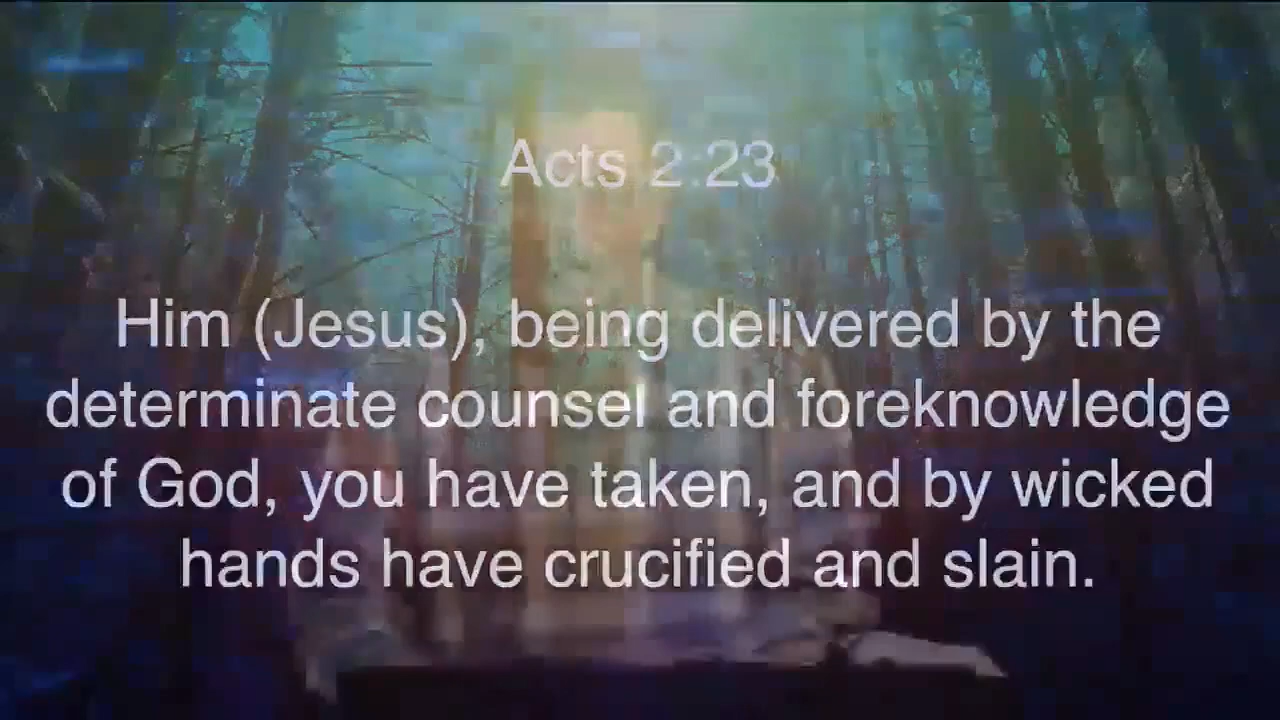 Acts 2:23
Him (Jesus), being delivered by the
determinate counsel and foreknowledge
of God, you have taken, and by wicked
hands have crucified and slain.